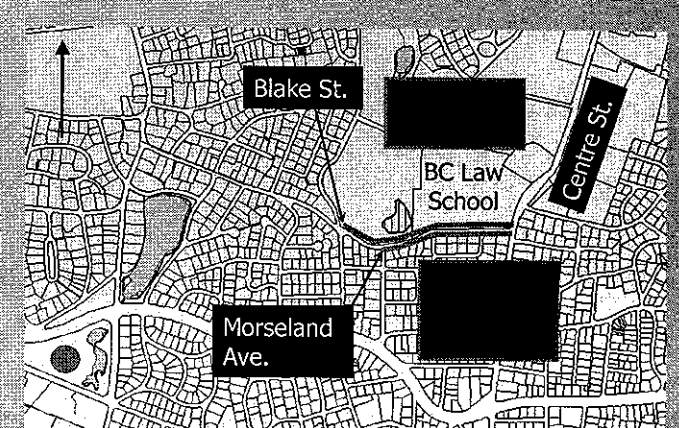 Blake St.
Centre St.
BC Law
School
Morseland
Ave.